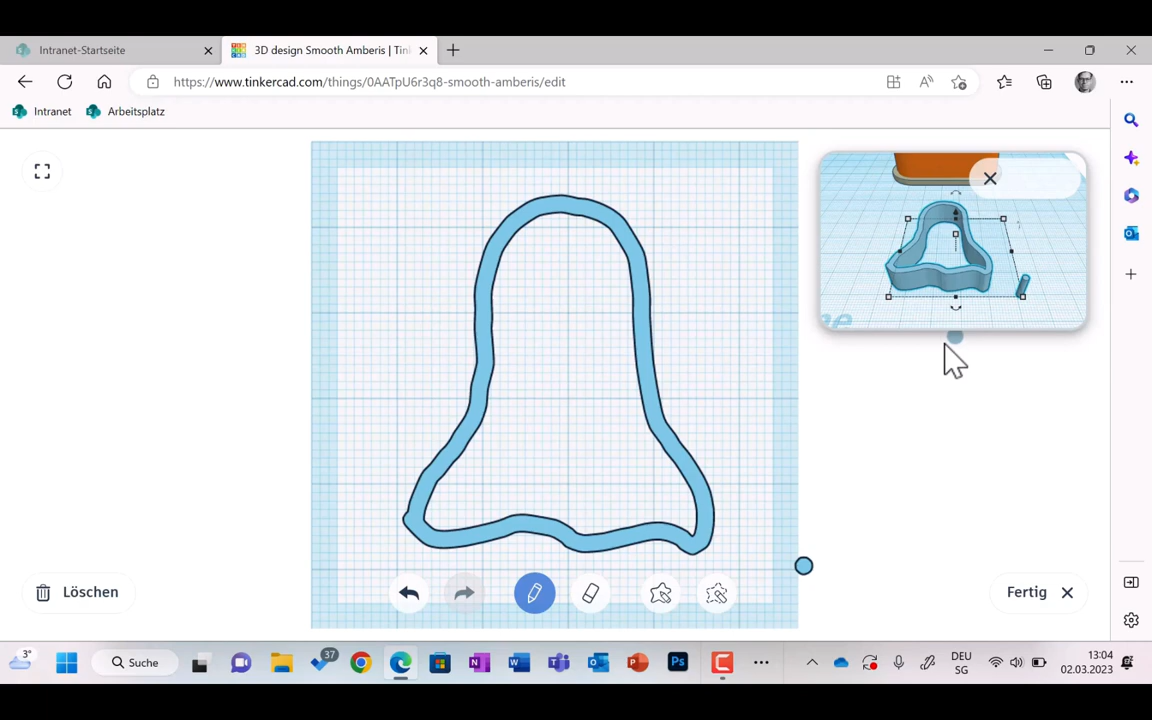 Intranet-Startseite
3D design Smooth Amberis | Tin
https://www.tinkercad.com/things/0AATpU6r3q8-smooth-amberis/edit
Intranet
Arbeitsplatz
Löschen
Fertig
3°
Suche
37
DEU
SG
13:04
02.03.2023